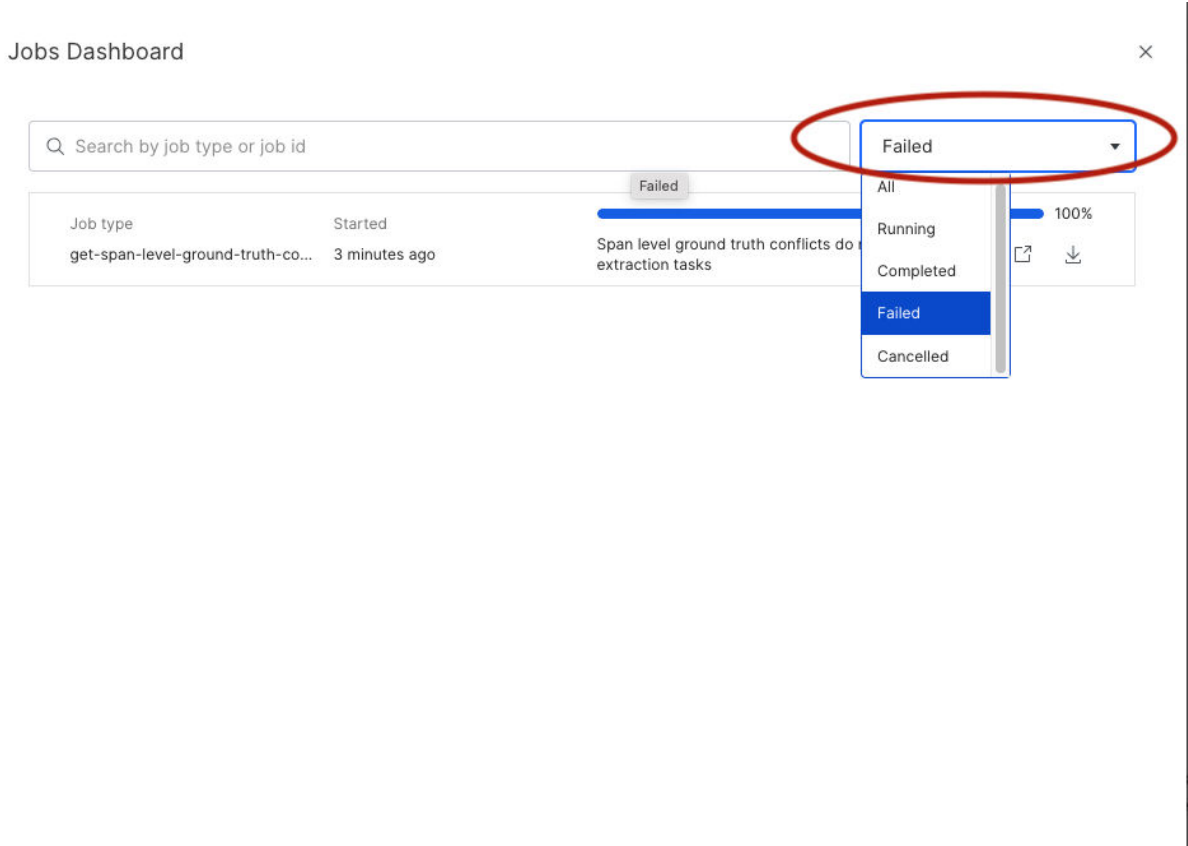 Jobs Dashboard
Search by job type or job id
Failed
Failed
All
Running
Completed
Failed
Cancelled
Job type
get-span-level-ground-truth-co...
Started
3 minutes ago
100%
Span level ground truth conflicts do
extraction tasks